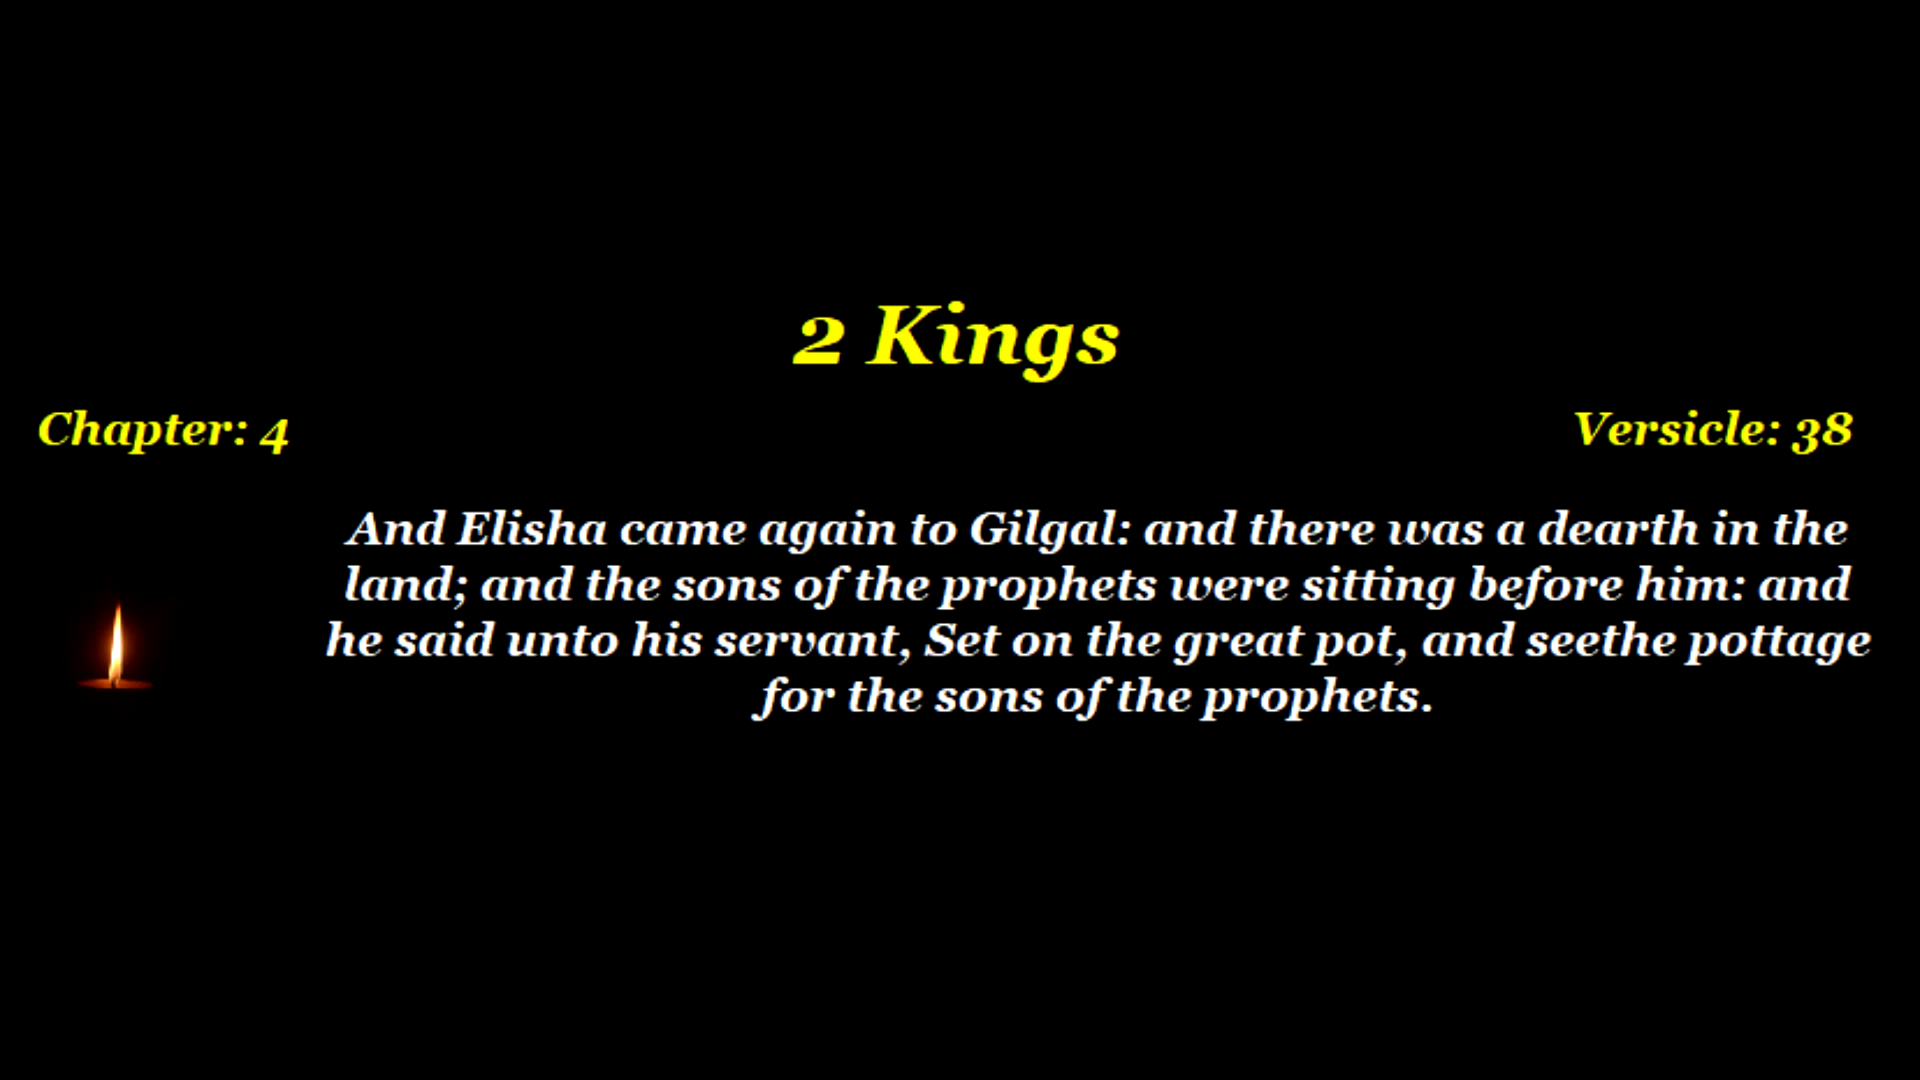 2 Kings
Chapter: 4
Versicle: 38
And Elisha came again to Gilgal: and there was a dearth in the
land; and the sons of the prophets were sitting before him: and
he said unto his servant, Set on the great pot, and seethe pottage
for the sons of the prophets.